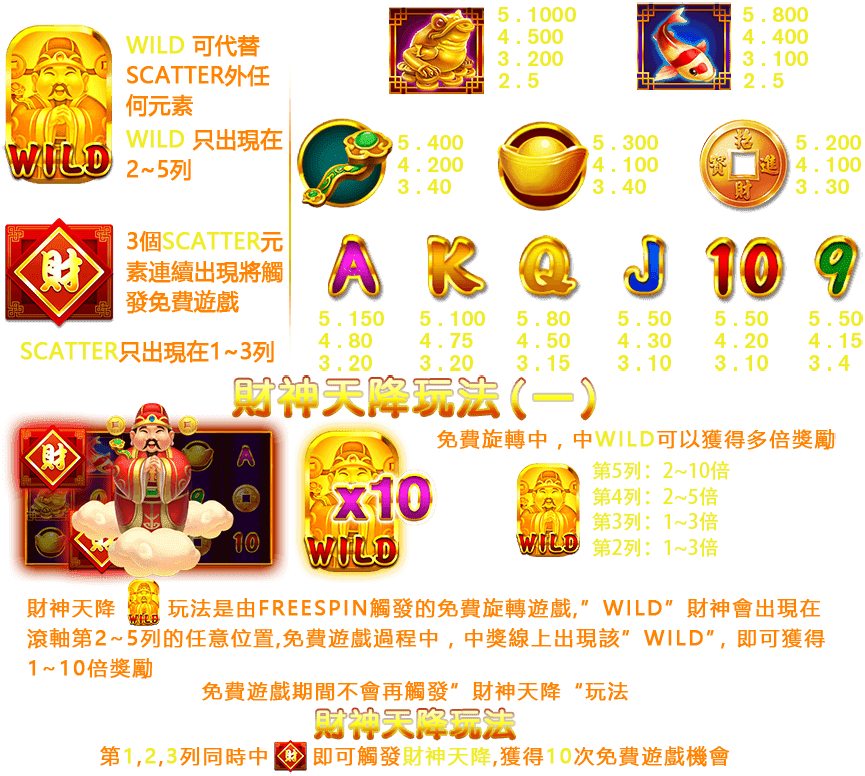 WILD 可代替
SCATTER外任
何元素
WILD 只出現在
2~5列
WILD
5.1000
4.500
3.200
2.5
5.800
4.400
3.100
2.5
5.400
4.200
3.40
5.300
4.100
3.40
招財進寶
5.200
4.100
3.30
財
3個SCATTER元
素連續出現將觸
發免費遊戲
SCATTER只出現在1~3列
A K Q J 10 9
5.150
4.80
3.20
5.100
4.75
3.20
5.80
4.50
3.15
5.50
4.30
3.10
5.50
4.20
3.10
5.50
4.15
3.4
財神天降玩法(一)
財
A
10
x10
WILD
免費旋轉中，中WILD可以獲得多倍獎勵
WILD
第5列：2~10倍
第4列：2~5倍
第3列：1~3倍
第2列：1~3倍
財神天降 WILD 玩法是由FREESPIN觸發的免費旋轉遊戲,”WILD”財神會出現在
滾軸第2~5列的任意位置,免費遊戲過程中，中獎線上出現該”WILD”, 即可獲得
1~10倍獎勵
免費遊戲期間不會再觸發”財神天降“玩法
財神天降玩法
第1,2,3列同時中 財 即可觸發財神天降,獲得10次免費遊戲機會